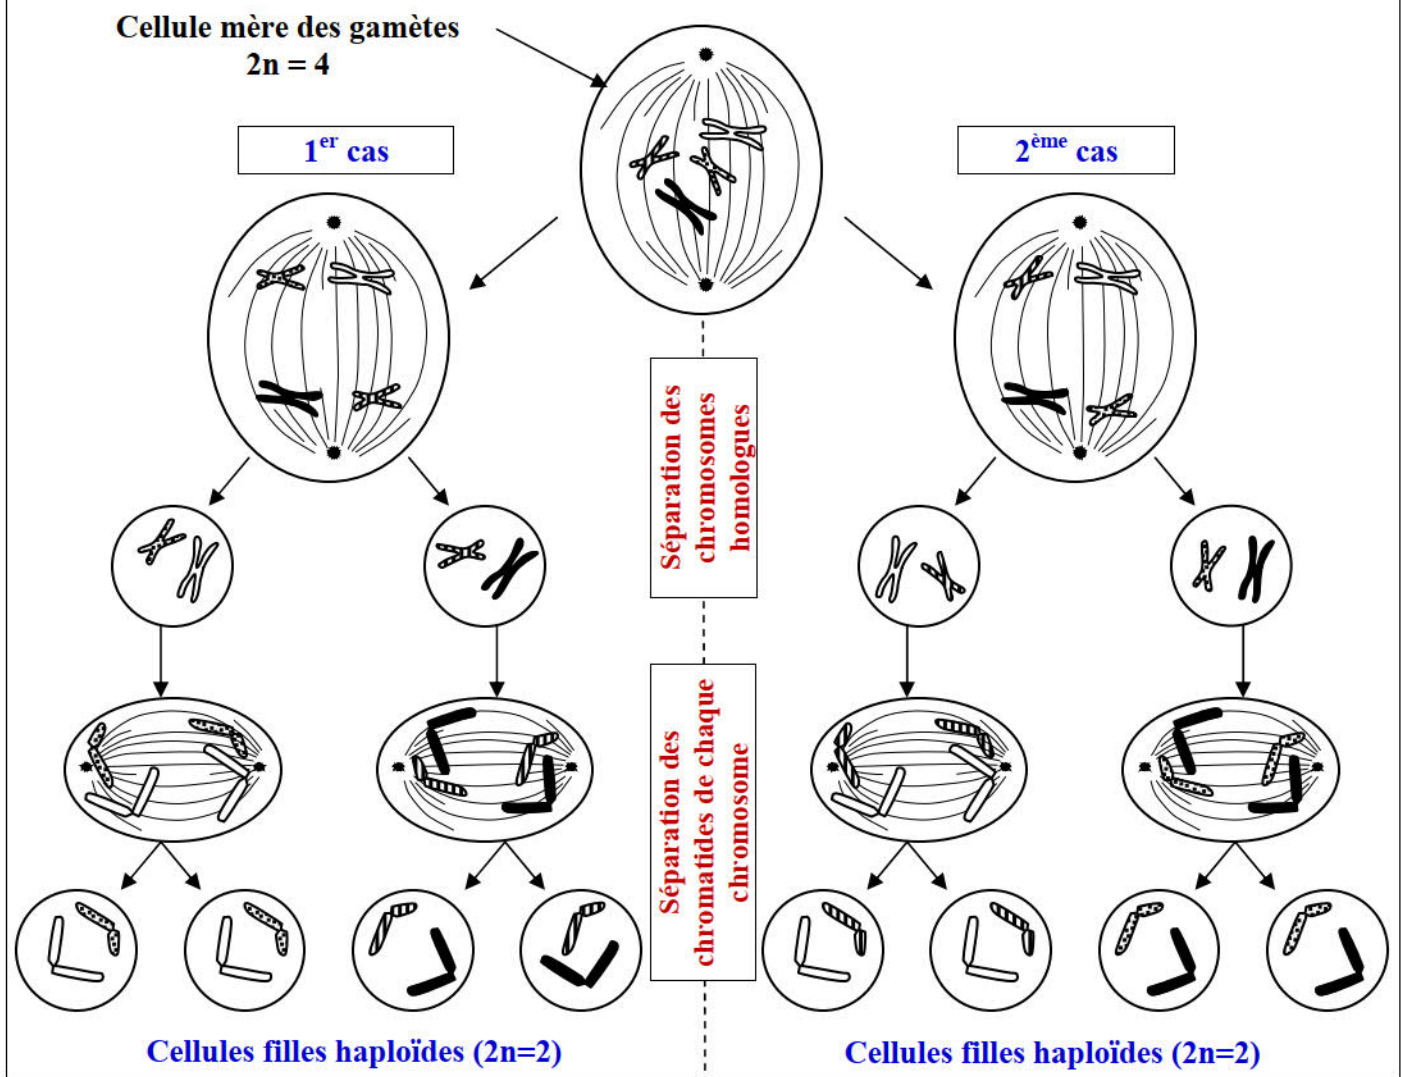 Cellule mère des gamètes
2n = 4
1er cas
2ème cas
Séparation des
chromosomes
homologues
Séparation des
chromatides de chaque
chromosome
Cellules filles haploïdes (2n=2)
Cellules filles haploïdes (2n=2)